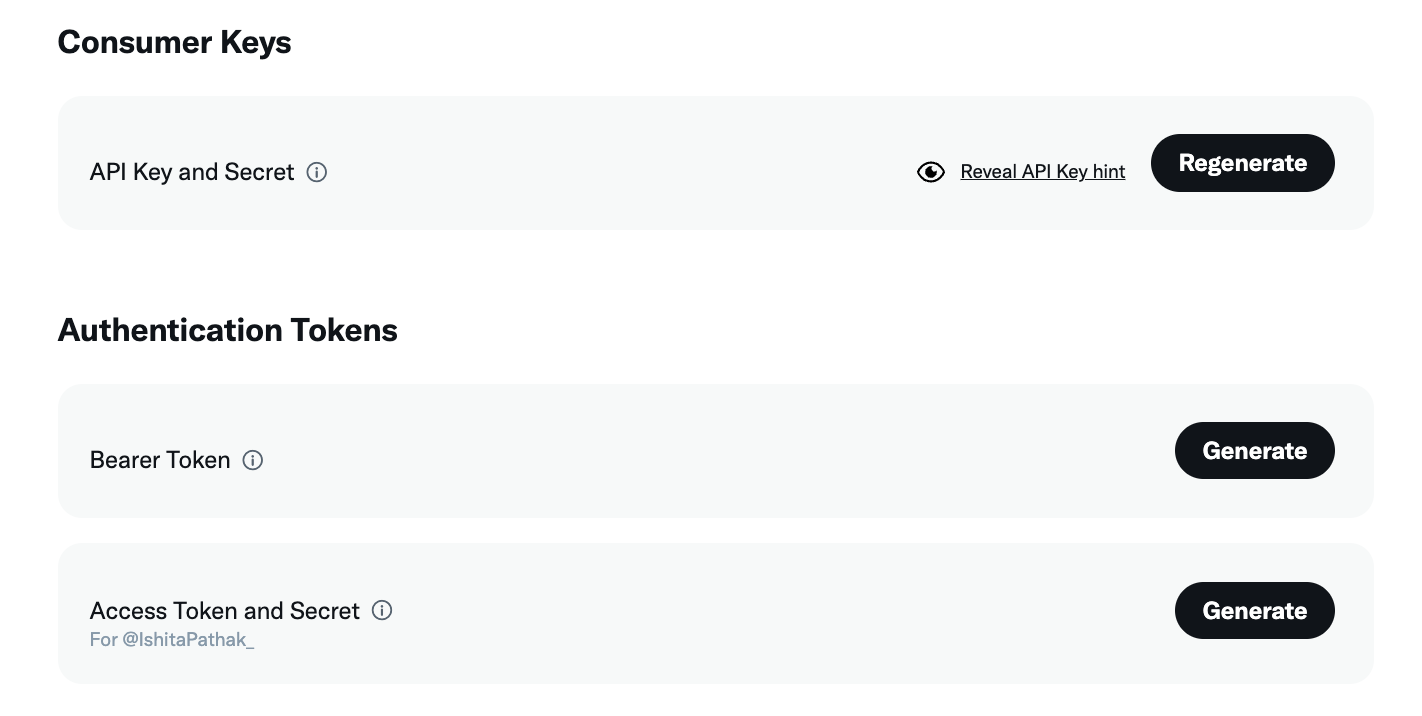 Consumer Keys
API Key and Secret
Reveal API Key hint
Regenerate
Authentication Tokens
Bearer Token
Generate
Access Token and Secret
For @IshitaPathak_
Generate